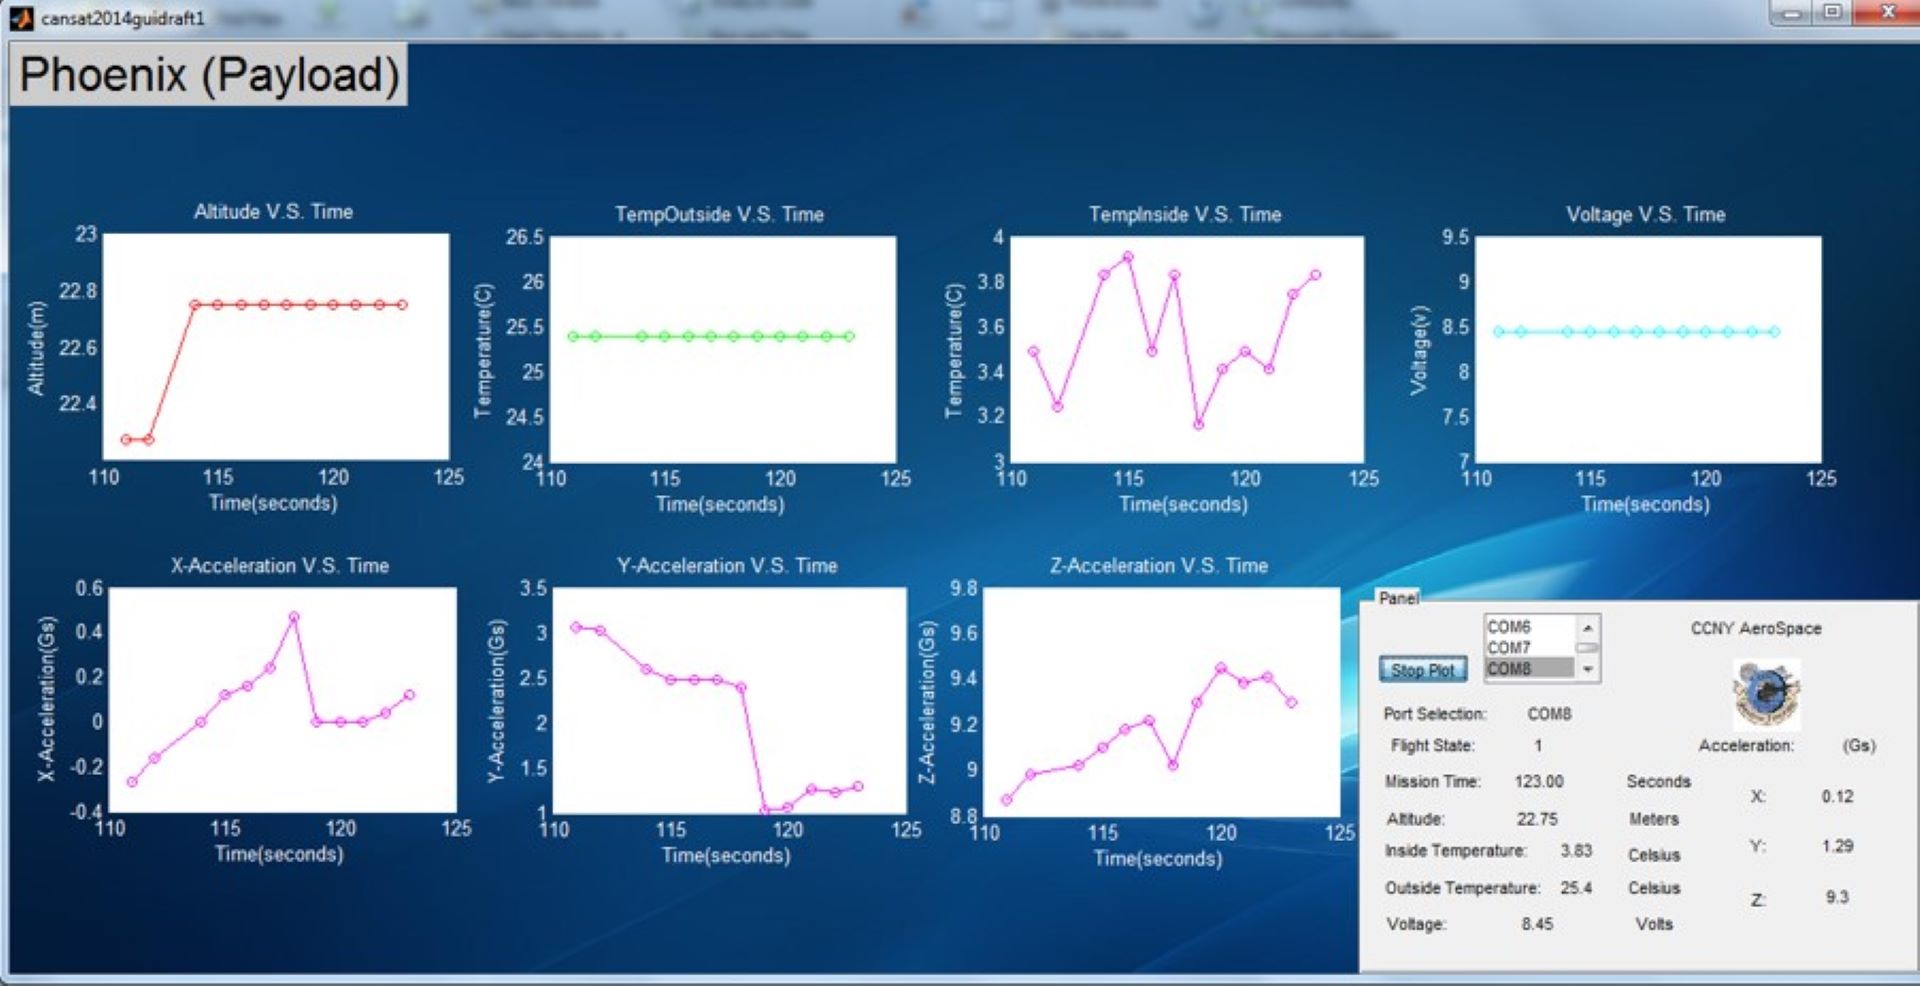 cansat2014guidraft1
Phoenix (Payload)
Altitude V.S. Time
23
22.8
22.6
22.4
Altitude(m)
110 115 120 125
Time(seconds)
TempOutside V.S. Time
26.5
26
25.5
25
24.5
24
Temperature(C)
110 115 120 125
Time(seconds)
TempInside V.S. Time
4
3.8
3.6
3.4
3.2
3
Temperature(C)
110 115 120 125
Time(seconds)
Voltage V.S. Time
9.5
9
8.5
8
7.5
7
Voltage(v)
110 115 120 125
Time(seconds)
X-Acceleration V.S. Time
0.6
0.4
0.2
0
-0.2
-0.4
X-Acceleration(Gs)
110 115 120 125
Time(seconds)
Y-Acceleration V.S. Time
3.5
3
2.5
2
1.5
1
Y-Acceleration(Gs)
110 115 120 125
Time(seconds)
Z-Acceleration V.S. Time
9.8
9.6
9.4
9.2
9
8.8
Z-Acceleration(Gs)
110 115 120 125
Time(seconds)
Panel
COM6
COM7
COM8
CCNY AeroSpace
Stop Plot
Port Selection: COM8
Flight State: 1
Acceleration: (Gs)
Mission Time: 123.00 Seconds
X: 0.12
Altitude: 22.75 Meters
Inside Temperature: 3.83 Celsius
Y: 1.29
Outside Temperature: 25.4 Celsius
Z: 9.3
Voltage: 8.45 Volts